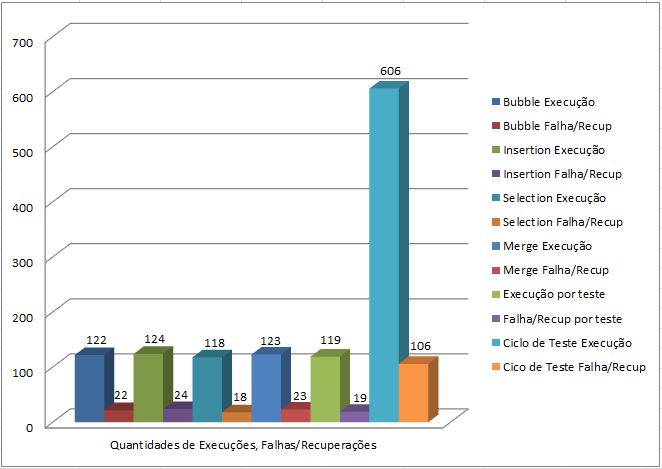 700
600
500
400
300
200
100
0
122
22
124
24
118
18
123
23
119
19
606
106
Quantidades de Execuções, Falhas/Recuperações
Bubble Execução
Bubble Falha/Recup
Insertion Execução
Insertion Falha/Recup
Selection Execução
Selection Falha/Recup
Merge Execução
Merge Falha/Recup
Execução por teste
Falha/Recup por teste
Ciclo de Teste Execução
Cico de Teste Falha/Recup